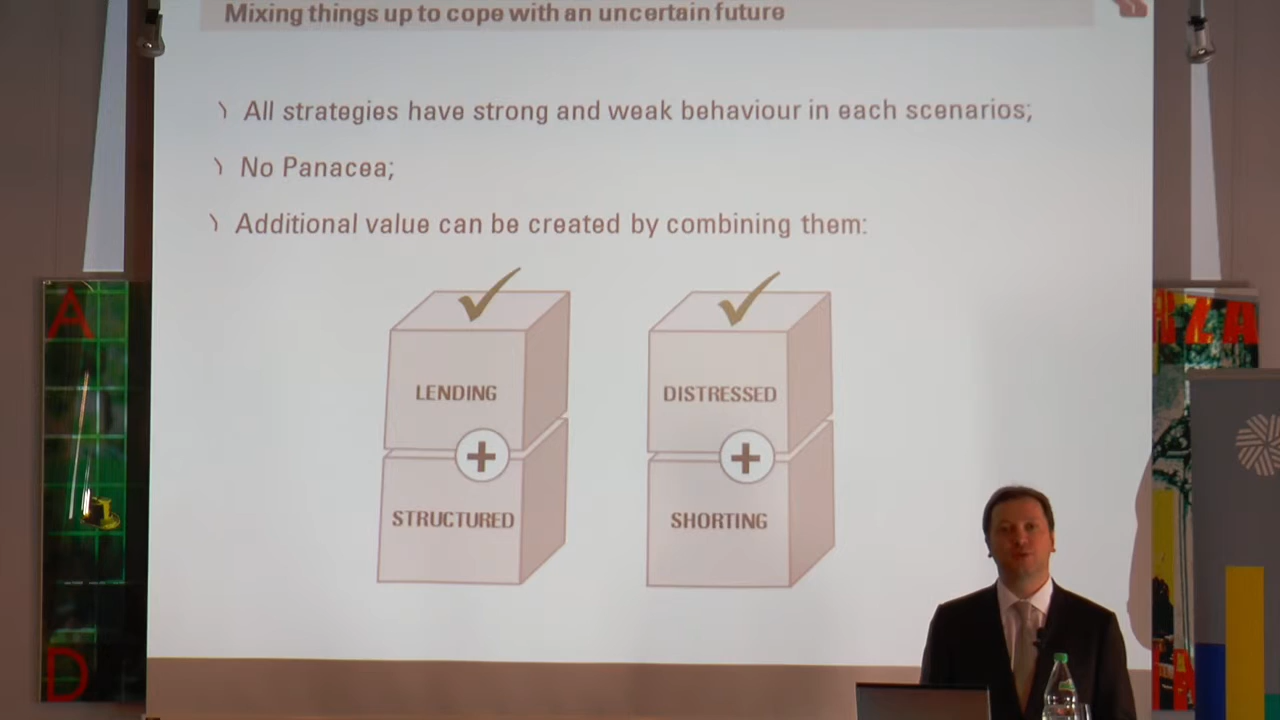 Mixing things up to cope with an uncertain future
All strategies have strong and weak behaviour in each scenarios;
No Panacea;
Additional value can be created by combining them:
LENDING
DISTRESSED
+
+
STRUCTURED
SHORTING
A
D
ZA